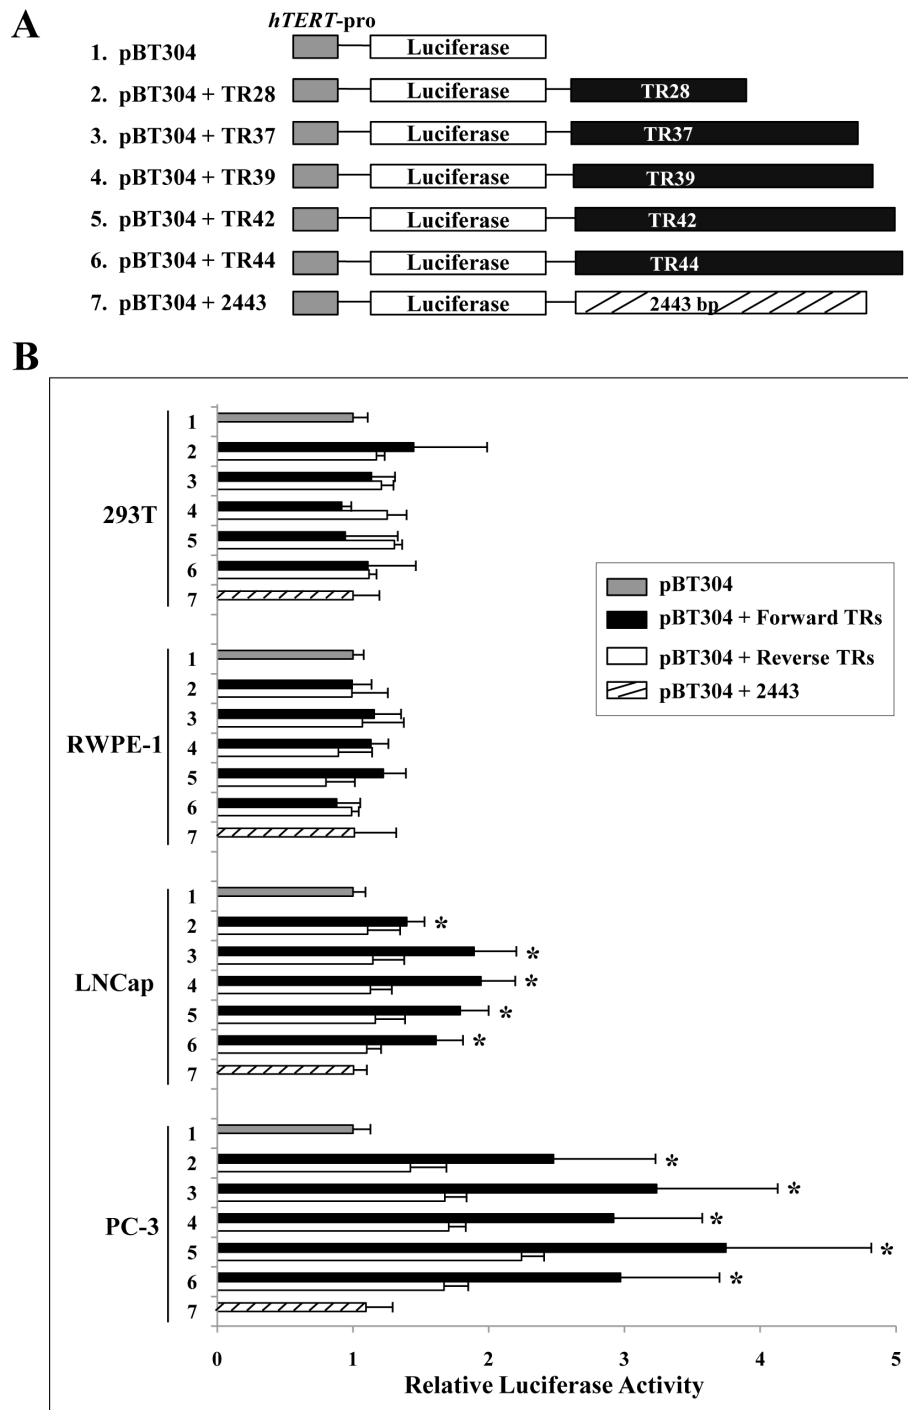 A
hTERT-pro
1. pBT304
Luciferase
2. pBT304 + TR28
Luciferase
TR28
3. pBT304 + TR37
Luciferase
TR37
4. pBT304 + TR39
Luciferase
TR39
5. pBT304 + TR42
Luciferase
TR42
6. pBT304 + TR44
Luciferase
TR44
7. pBT304 + 2443
Luciferase
2443 bp
B
293T
1
2
3
4
5
6
7
RWPE-1
1
2
3
4
5
6
7
LNCap
1
2 *
3 *
4 *
5 *
6 *
7
PC-3
1
2 *
3 *
4 *
5 *
6 *
7
pBT304
pBT304 + Forward TRs
pBT304 + Reverse TRs
pBT304 + 2443
0 1 2 3 4 5
Relative Luciferase Activity